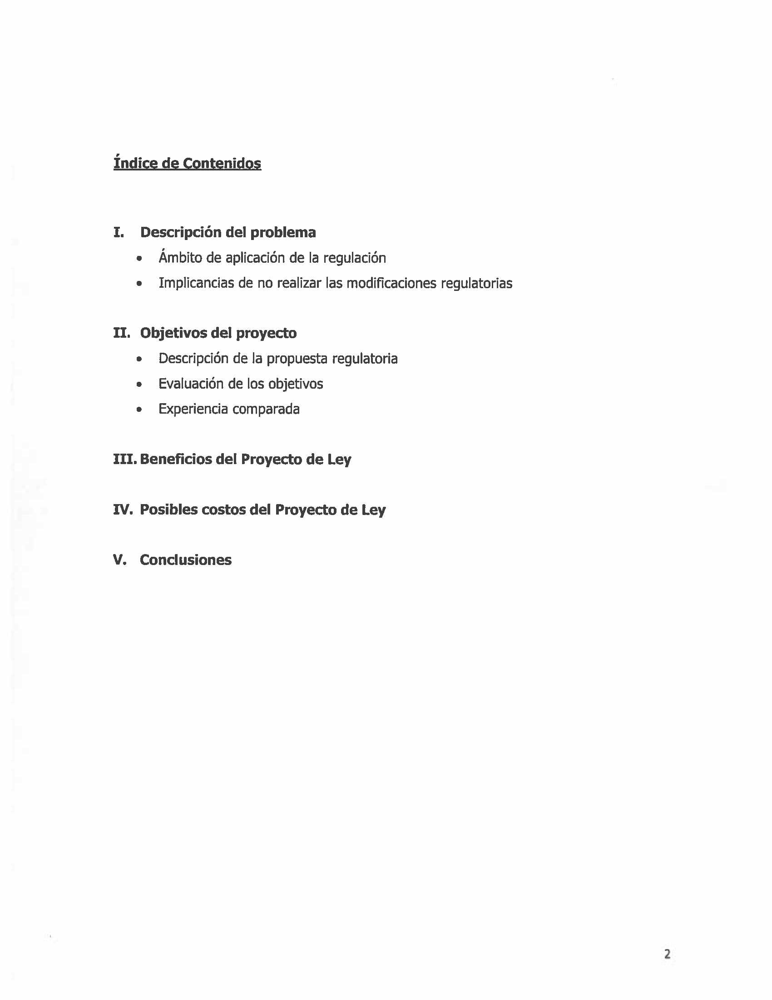 Índice de Contenidos
I. Descripción del problema
• Ámbito de aplicación de la regulación
• Implicancias de no realizar las modificaciones regulatorias
II. Objetivos del proyecto
• Descripción de la propuesta regulatoria
• Evaluación de los objetivos
• Experiencia comparada
III. Beneficios del Proyecto de Ley
IV. Posibles costos del Proyecto de Ley
V. Conclusiones
2